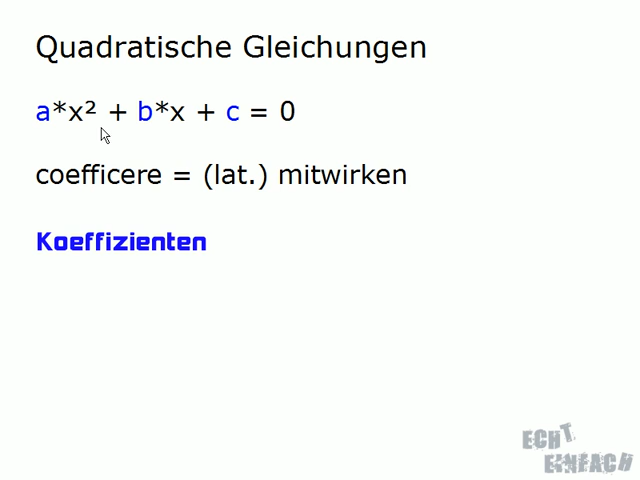 Quadratische Gleichungen
a*x² + b*x + c = 0
coefficere = (lat.) mitwirken
Koeffizienten
ECHT
EINFACH